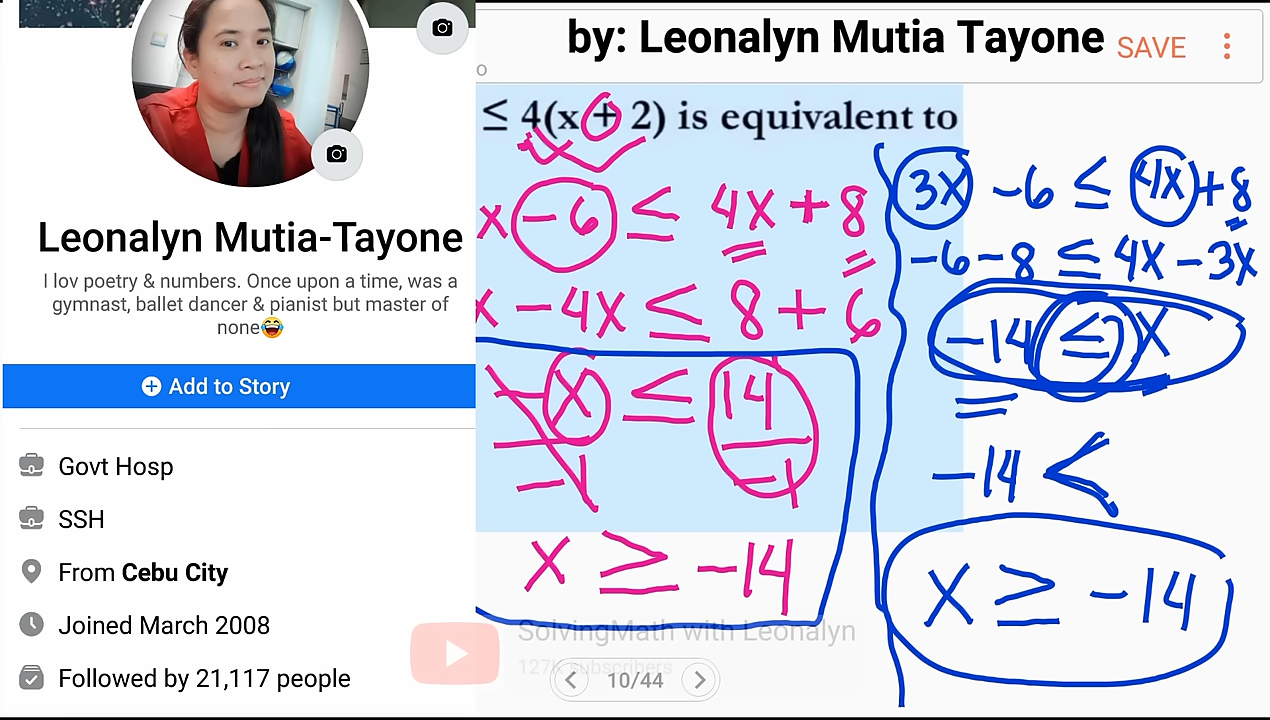 by: Leonalyn Mutia Tayone SAVE
o
≤ 4(x + 2) is equivalent to
x - 6 ≤ 4x + 8
x - 4x ≤ 8 + 6
-x ≤ 14
-1 -1
x ≥ -14
3x - 6 ≤ 4x + 8
-6 - 8 ≤ 4x - 3x
-14 ≤ x
-14 <
x ≥ -14
Leonalyn Mutia-Tayone
I lov poetry & numbers. Once upon a time, was a
gymnast, ballet dancer & pianist but master of
none😂
Add to Story
Govt Hosp
SSH
From Cebu City
Joined March 2008
Followed by 21,117 people
SolvingMath with Leonalyn
127K subscribers
10/44